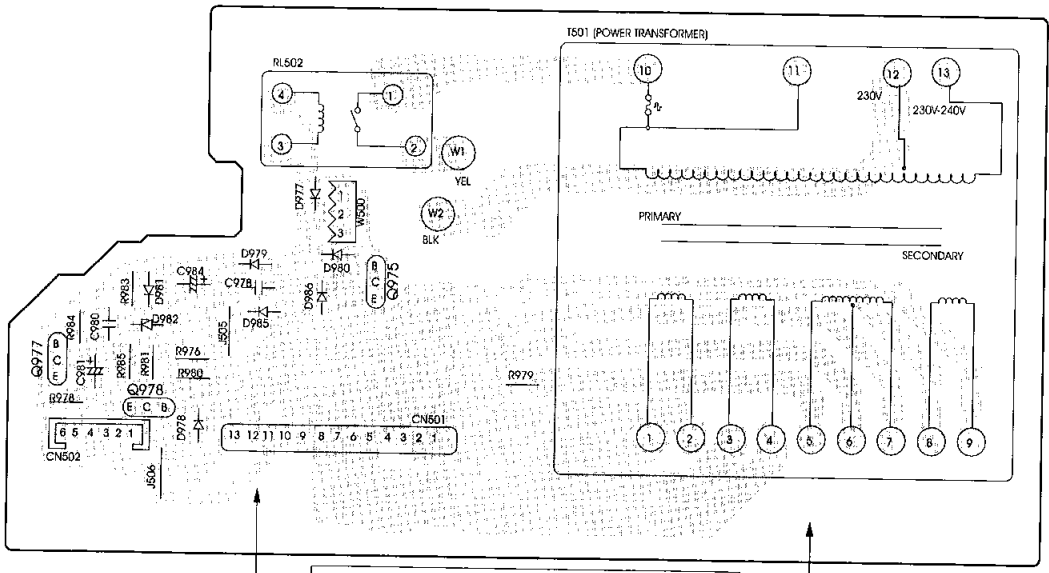 T501 (POWER TRANSFORMER)
RL502
4
1
3
2
10
11
12
13
230V
230V-240V
W1
YEL
D977
1
2
3
W500
W2
BLK
PRIMARY
SECONDARY
D979
D980
B
C
E
Q975
C984
C978
D986
R983
D981
D985
J505
R984
C980
D982
Q977
B
C
E
C981
R985
R981
R976
R980
R979
R978
Q978
E C B
D978
CN501
13 12 11 10 9 8 7 6 5 4 3 2 1
6 5 4 3 2 1
CN502
J506
1
2
3
4
5
6
7
8
9